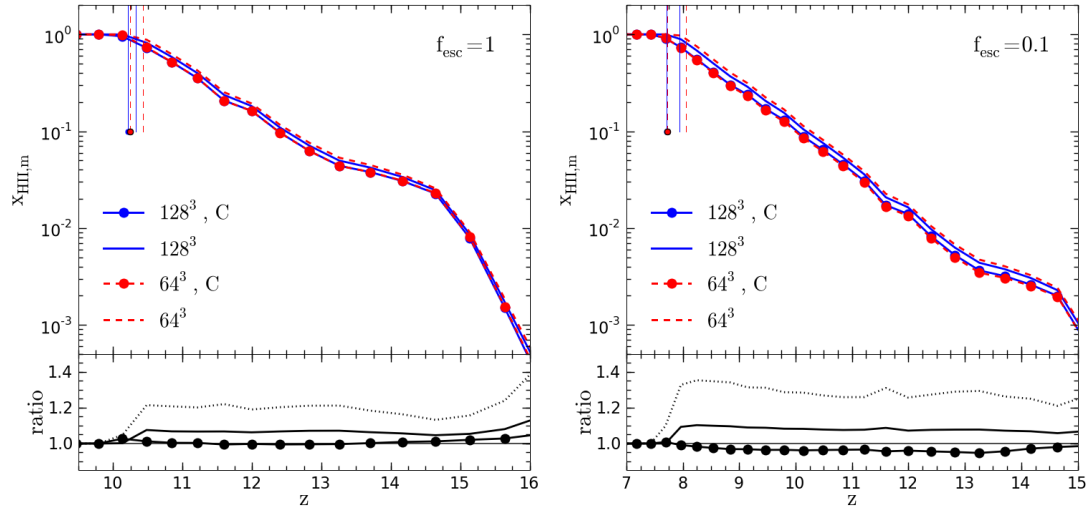 f_esc=1
x_HII,m
10^0
10^-1
10^-2
10^-3
128^3 , C
128^3
64^3 , C
64^3
ratio
1.4
1.2
1.0
10 11 12 13 14 15 16
z
f_esc=0.1
x_HII,m
10^0
10^-1
10^-2
10^-3
128^3 , C
128^3
64^3 , C
64^3
ratio
1.4
1.2
1.0
7 8 9 10 11 12 13 14 15
z